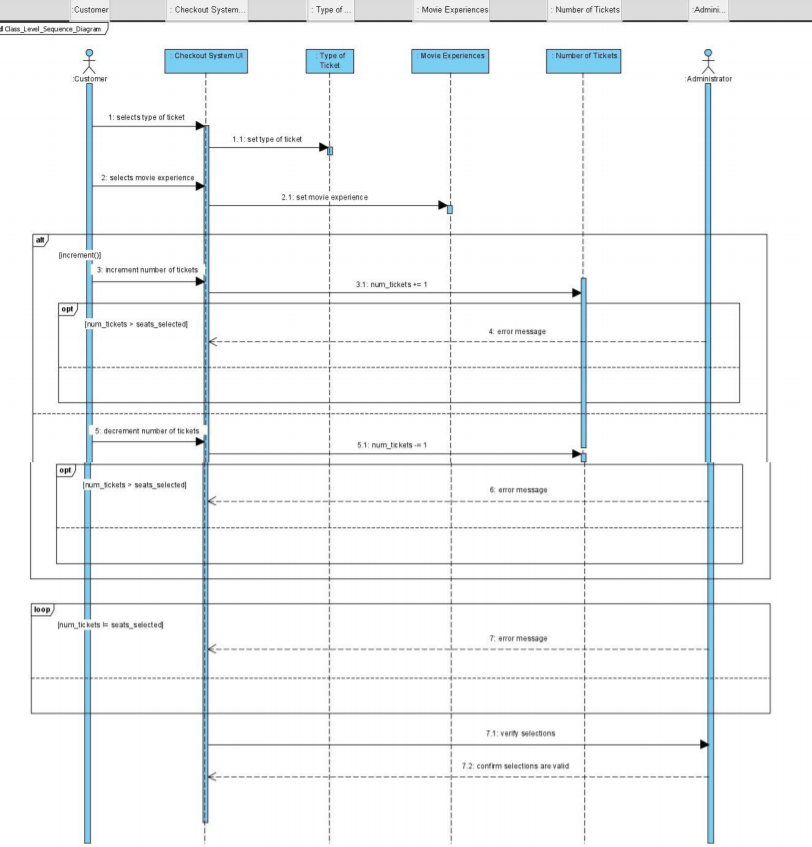 :Customer
: Checkout System...
: Type of ...
: Movie Experiences
: Number of Tickets
:Admini...
Class_Level_Sequence_Diagram
:Customer
: Checkout System UI
: Type of
Ticket
: Movie Experiences
: Number of Tickets
:Administrator
1: selects type of ticket
1.1: set type of ticket
2: selects movie experience
2.1: set movie experience
alt
[increment()]
3: increment number of tickets
3.1: num_tickets += 1
opt
[num_tickets > seats_selected]
4: error message
5: decrement number of tickets
5.1: num_tickets -= 1
opt
[num_tickets > seats_selected]
6: error message
loop
[num_tickets != seats_selected]
7: error message
7.1: verify selections
7.2: confirm selections are valid